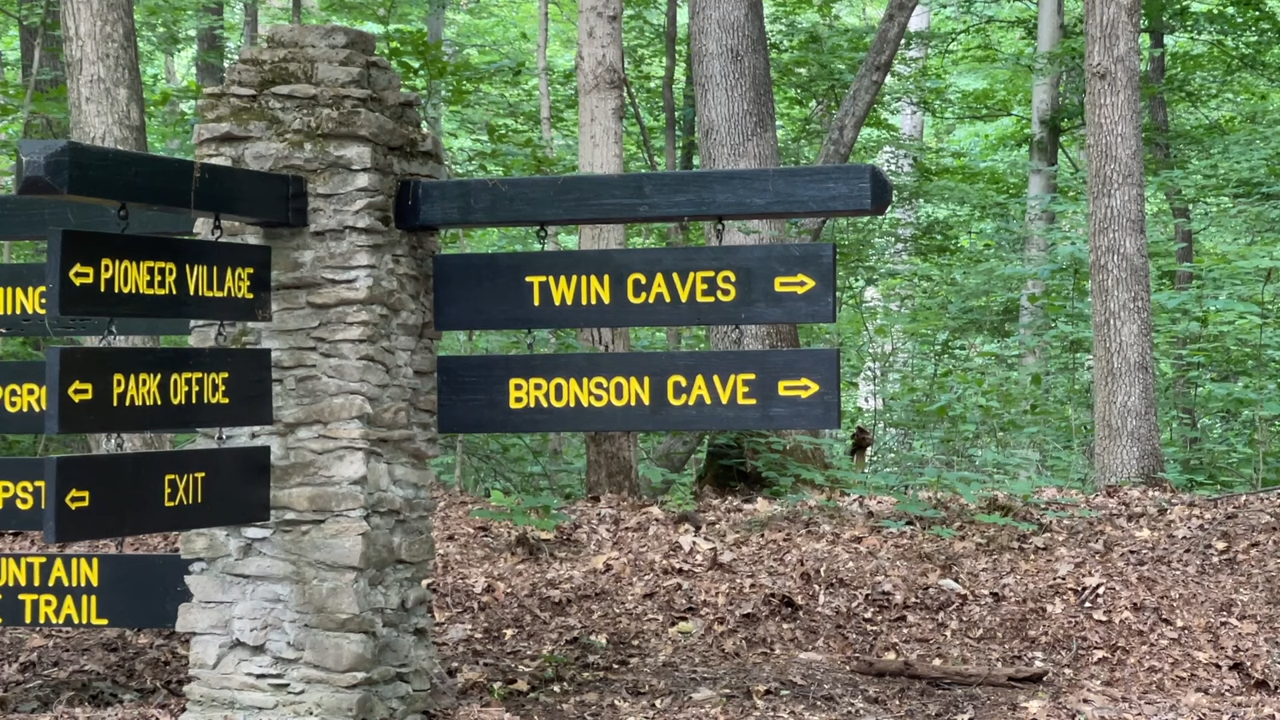 PIONEER VILLAGE
PARK OFFICE
EXIT
TRAIL
TWIN CAVES
BRONSON CAVE